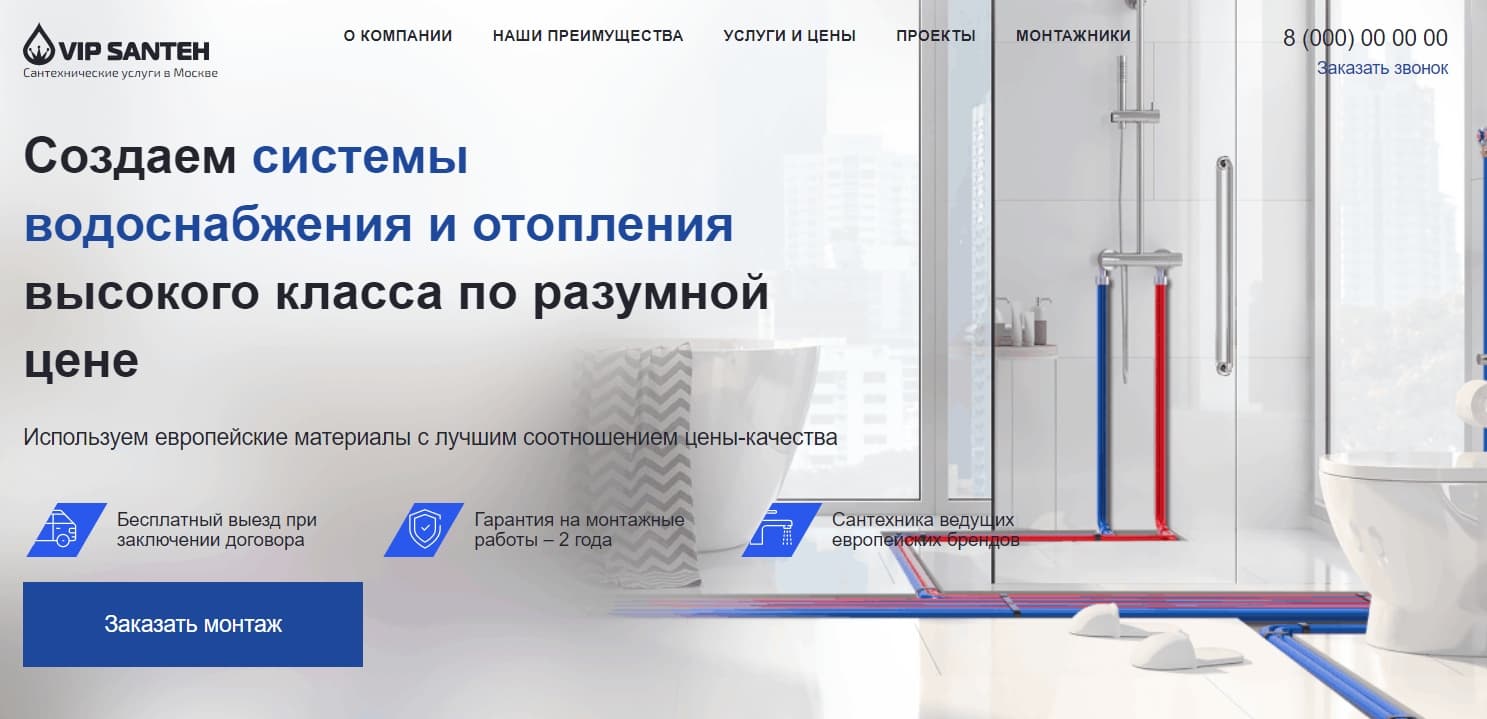 VIP SANTEH
Сантехнические услуги в Москве
О КОМПАНИИ
НАШИ ПРЕИМУЩЕСТВА
УСЛУГИ И ЦЕНЫ
ПРОЕКТЫ
МОНТАЖНИКИ
8 (000) 00 00 00
Заказать звонок
Создаем системы
водоснабжения и отопления
высокого класса по разумной
цене
Используем европейские материалы с лучшим соотношением цены-качества
Бесплатный выезд при
заключении договора
Гарантия на монтажные
работы – 2 года
Сантехника ведущих
европейских брендов
Заказать монтаж